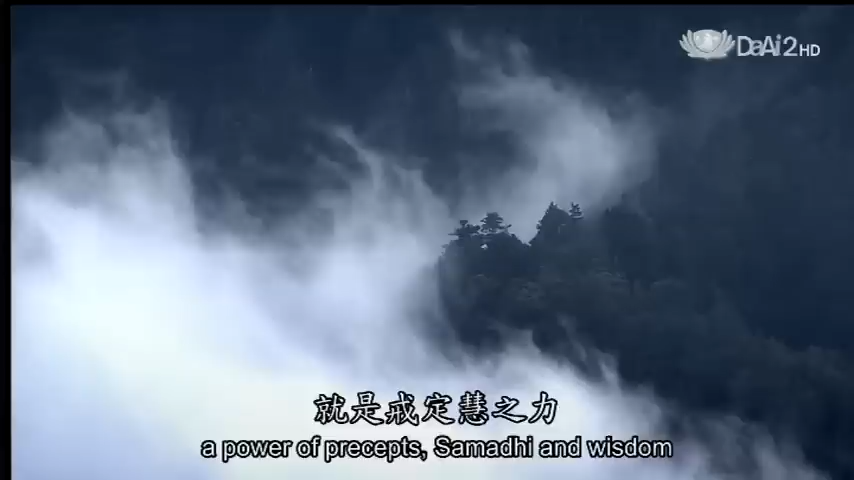 DaAi2HD
就是戒定慧之力
a power of precepts, Samadhi and wisdom